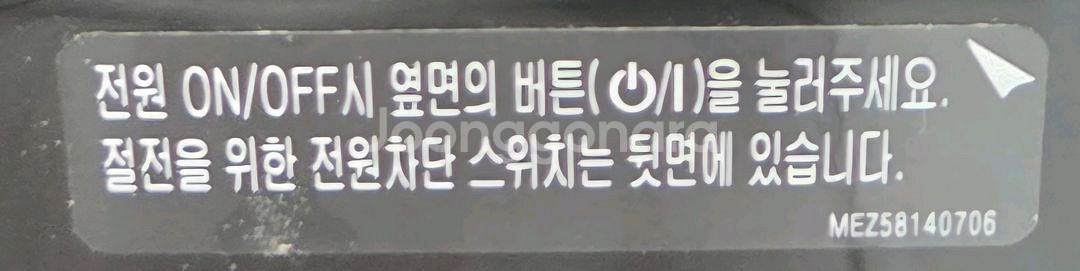 전원 ON/OFF시 옆면의 버튼(⏻/I)을 눌러주세요.
절전을 위한 전원차단 스위치는 뒷면에 있습니다.
Joonggonara
MEZ58140706